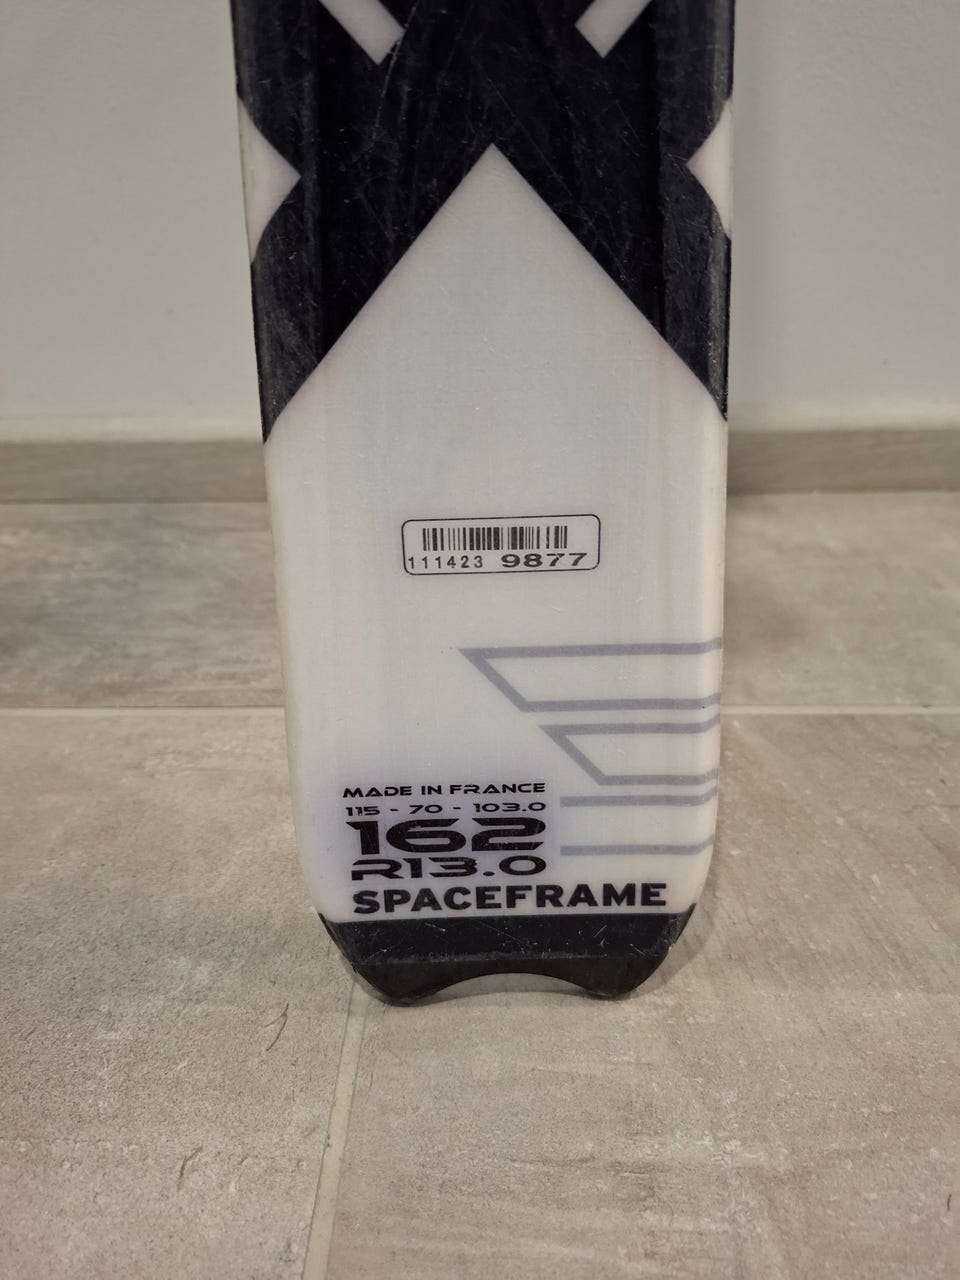 111423 9877
MADE IN FRANCE
115 - 70 - 103.0
162
R13.0
SPACEFRAME